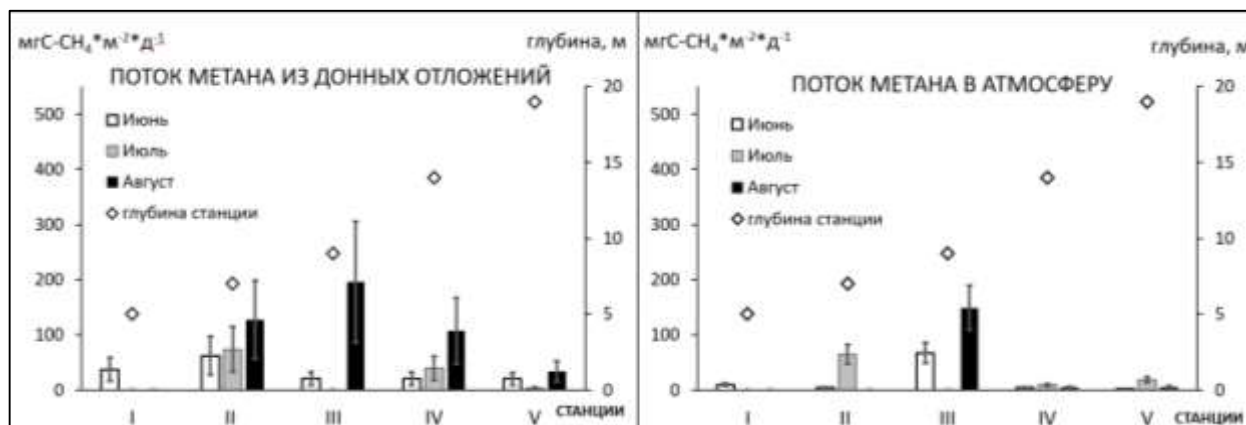 мгС-CH₄*м⁻²*д⁻¹ глубина, м
ПОТОК МЕТАНА ИЗ ДОННЫХ ОТЛОЖЕНИЙ
500
400
300
200
100
0
20
15
10
5
0
Июнь
Июль
Август
глубина станции
I II III IV V СТАНЦИИ
мгС-CH₄*м⁻²*д⁻¹ глубина, м
ПОТОК МЕТАНА В АТМОСФЕРУ
500
400
300
200
100
0
20
15
10
5
0
Июнь
Июль
Август
глубина станции
I II III IV V СТАНЦИИ